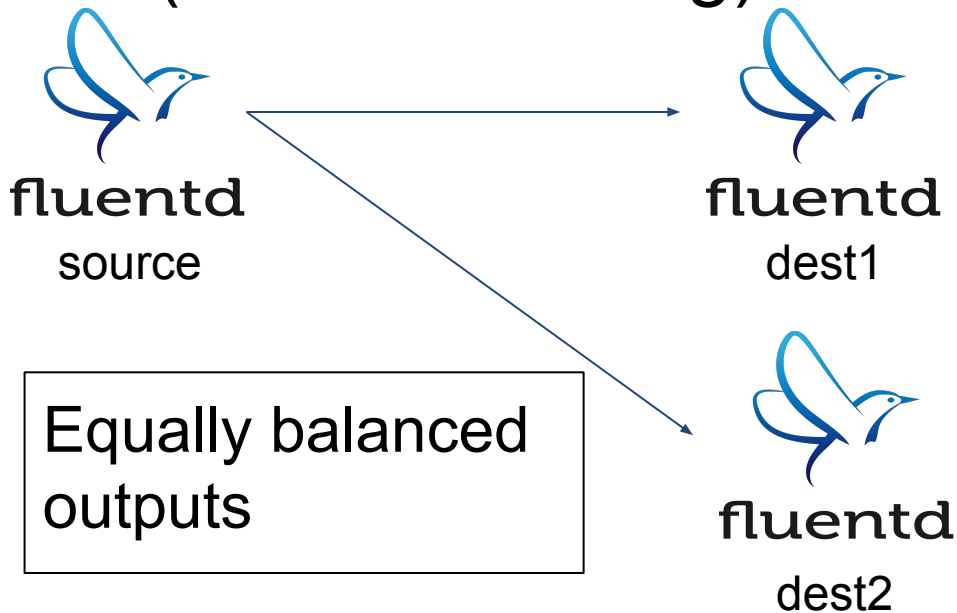 fluentd
fluentd
source
dest1
Equally balanced
outputs
fluentd
dest2